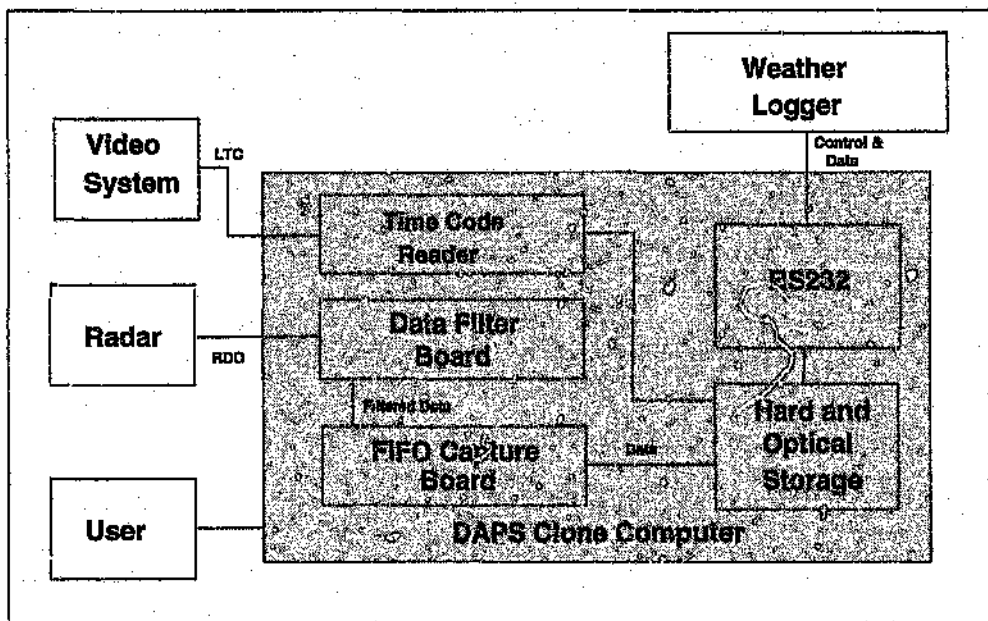 Weather
Logger
Control &
Data
Video
System
LTC
Time Code
Reader
RS232
Radar
RDO
Data Filter
Board
Filtered Data
FIFO Capture
Board
Data
Hard and
Optical
Storage
User
DAPS Clone Computer